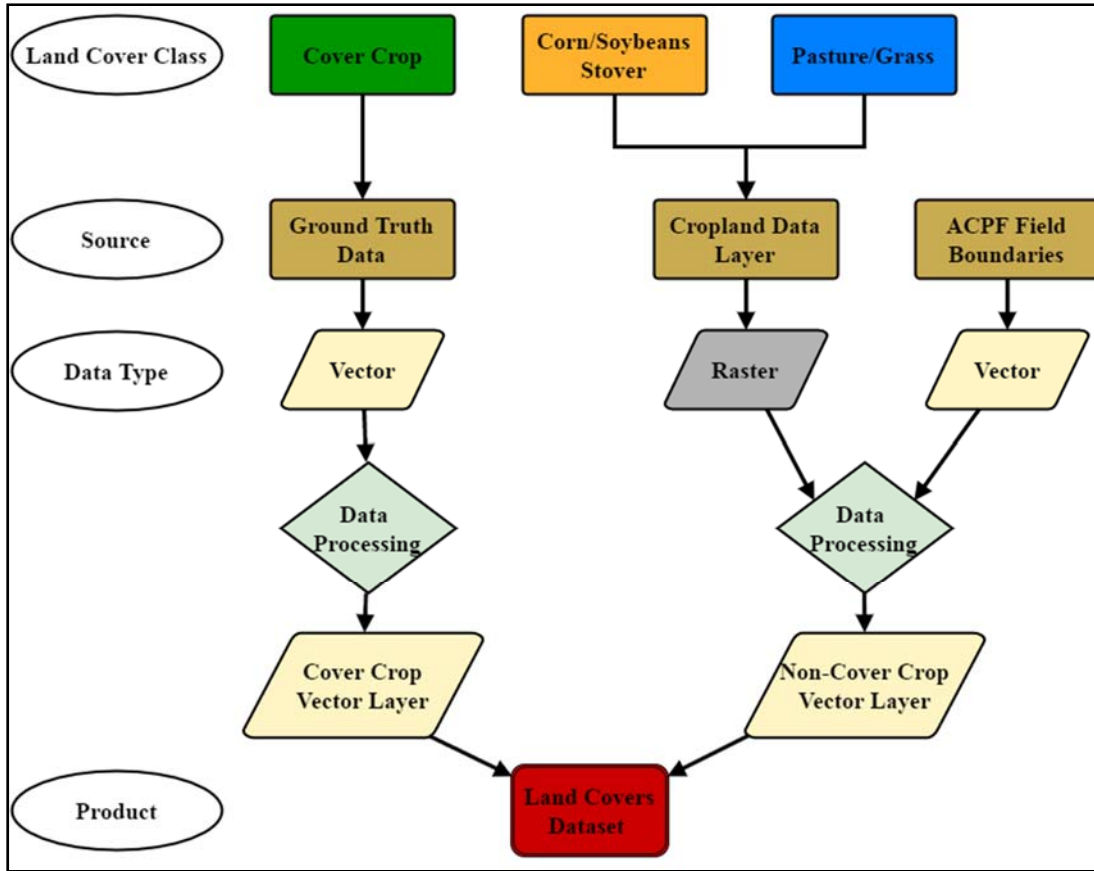 Land Cover Class
Cover Crop
Corn/Soybeans
Stover
Pasture/Grass
Source
Ground Truth
Data
Cropland Data
Layer
ACPF Field
Boundaries
Data Type
Vector
Raster
Vector
Data
Processing
Data
Processing
Cover Crop
Vector Layer
Non-Cover Crop
Vector Layer
Product
Land Covers
Dataset